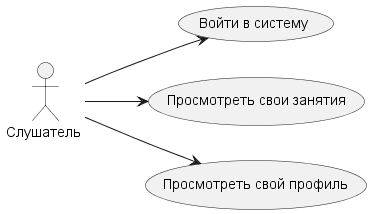 Войти в систему
Просмотреть свои занятия
Слушатель
Просмотреть свой профиль